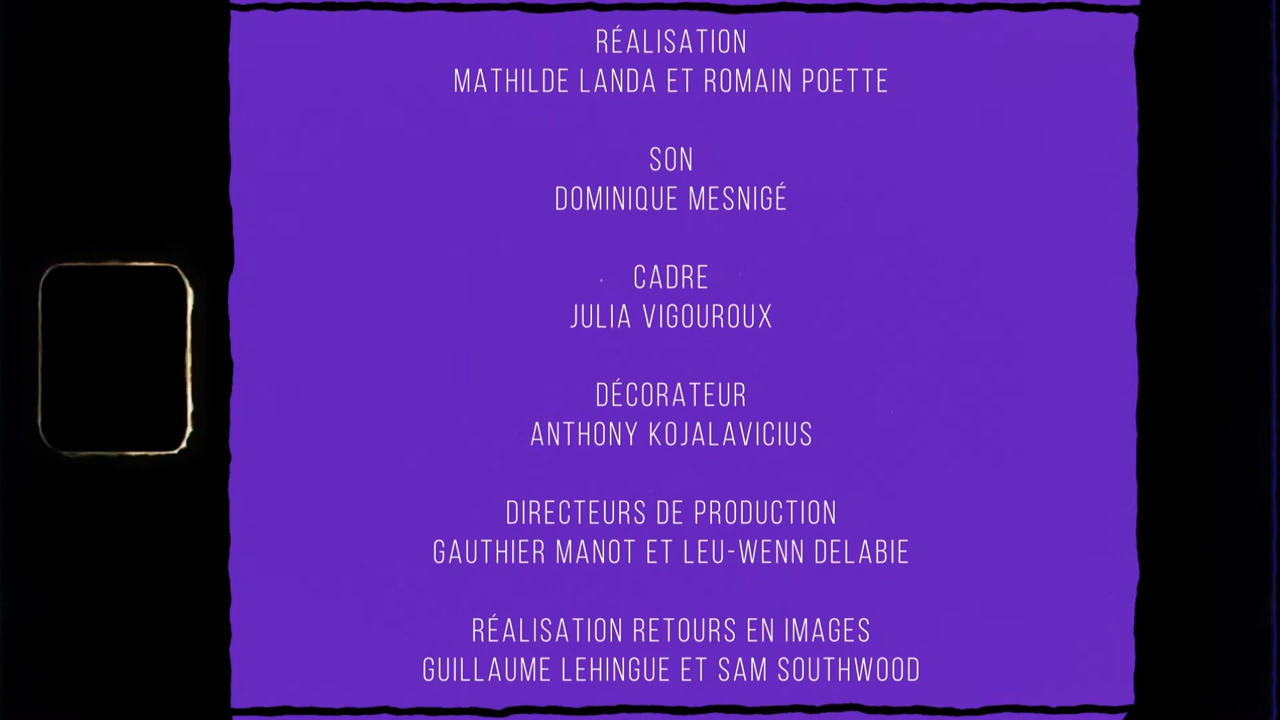 RÉALISATION
MATHILDE LANDA ET ROMAIN POETTE
SON
DOMINIQUE MESNIGÉ
CADRE
JULIA VIGOUROUX
DÉCORATEUR
ANTHONY KOJALAVICIUS
DIRECTEURS DE PRODUCTION
GAUTHIER MANOT ET LEU-WENN DELABIE
RÉALISATION RETOURS EN IMAGES
GUILLAUME LEHINGUE ET SAM SOUTHWOOD